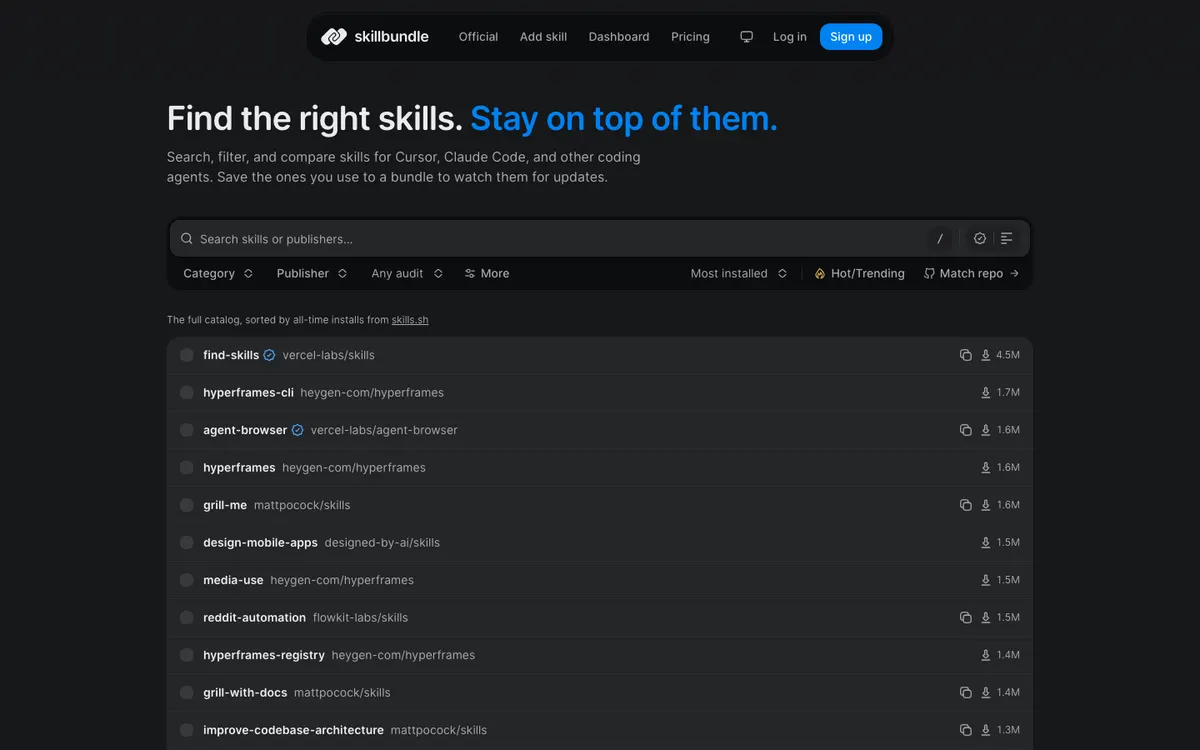 skillbundle Official Add skill Dashboard Pricing Log in Sign up
Find the right skills. Stay on top of them.
Search, filter, and compare skills for Cursor, Claude Code, and other coding
agents. Save the ones you use to a bundle to watch them for updates.
Search skills or publishers... /
Category Publisher Any audit More Most installed Hot/Trending Match repo →
The full catalog, sorted by all-time installs from skills.sh
find-skills vercel-labs/skills 4.5M
hyperframes-cli heygen-com/hyperframes 1.7M
agent-browser vercel-labs/agent-browser 1.6M
hyperframes heygen-com/hyperframes 1.6M
grill-me mattpocock/skills 1.6M
design-mobile-apps designed-by-ai/skills 1.5M
media-use heygen-com/hyperframes 1.5M
reddit-automation flowkit-labs/skills 1.5M
hyperframes-registry heygen-com/hyperframes 1.4M
grill-with-docs mattpocock/skills 1.4M
improve-codebase-architecture mattpocock/skills 1.3M